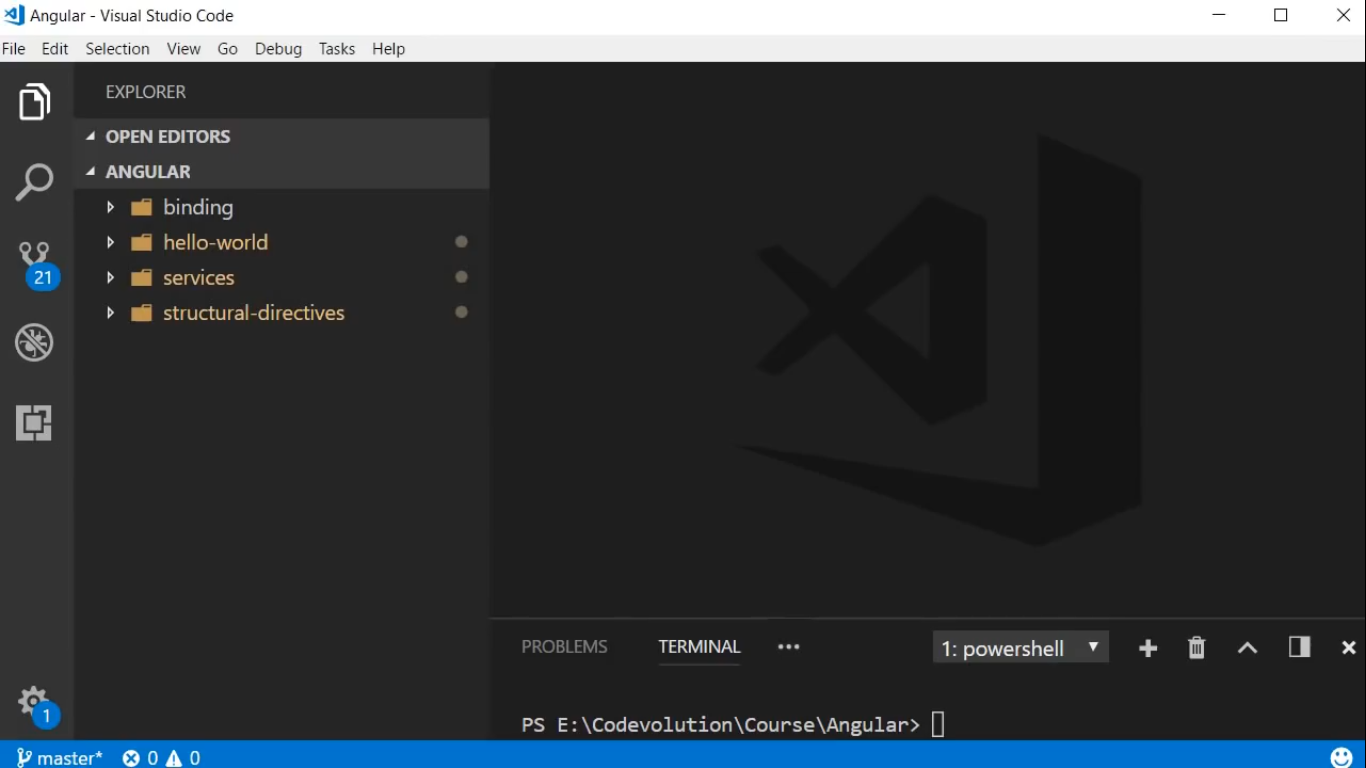 Angular - Visual Studio Code
File Edit Selection View Go Debug Tasks Help
EXPLORER
OPEN EDITORS
ANGULAR
binding
hello-world
services
structural-directives
21
1
PROBLEMS TERMINAL ••• 1: powershell
PS E:\Codevolution\Course\Angular>
master* 0 0